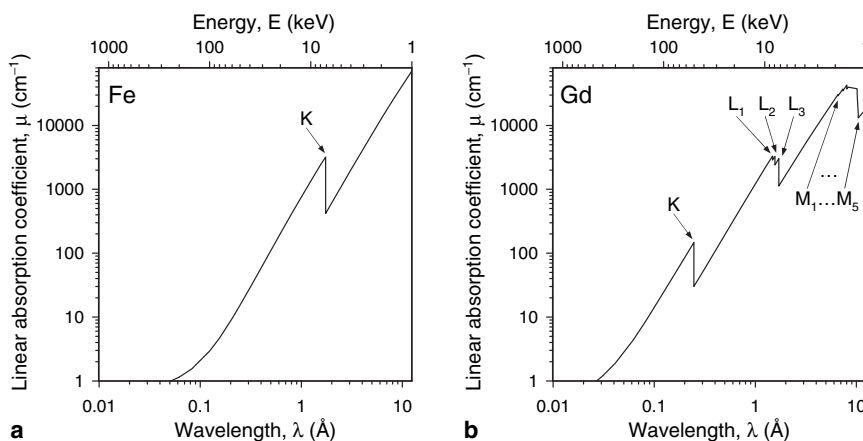 Energy, E (keV)
1000 100 10 1
Fe
K
Linear absorption coefficient, μ (cm⁻¹)
10000
1000
100
10
1
0.01 0.1 1 10
Wavelength, λ (Å)
a
Energy, E (keV)
1000 100 10 1
Gd
L₁ L₂ L₃
K
...
M₁...M₅
Linear absorption coefficient, μ (cm⁻¹)
10000
1000
100
10
1
0.01 0.1 1 10
Wavelength, λ (Å)
b